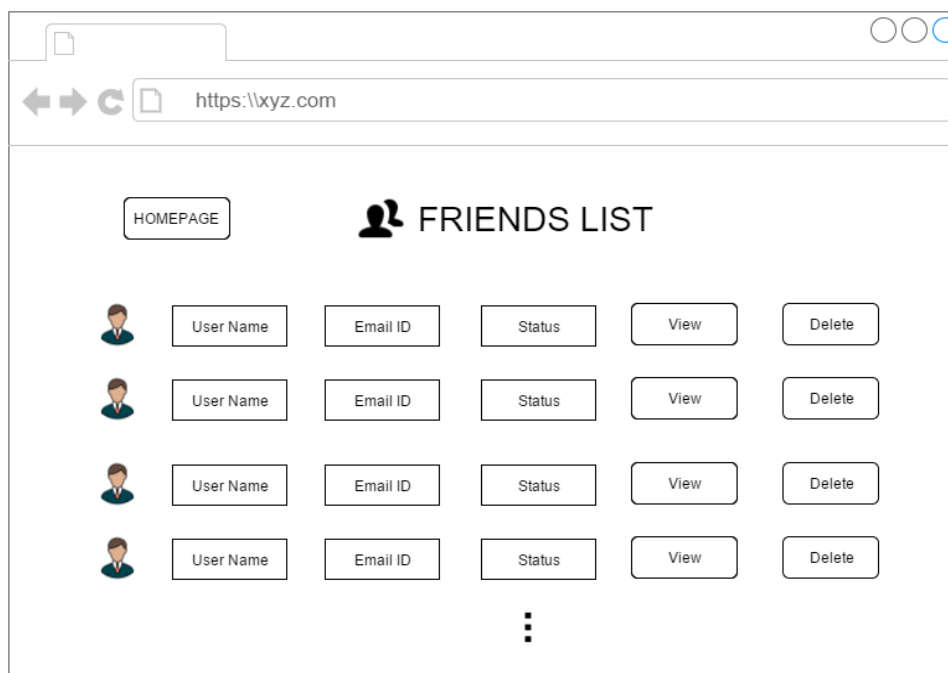 https:\\xyz.com
HOMEPAGE
FRIENDS LIST
User Name Email ID Status View Delete
User Name Email ID Status View Delete
User Name Email ID Status View Delete
User Name Email ID Status View Delete